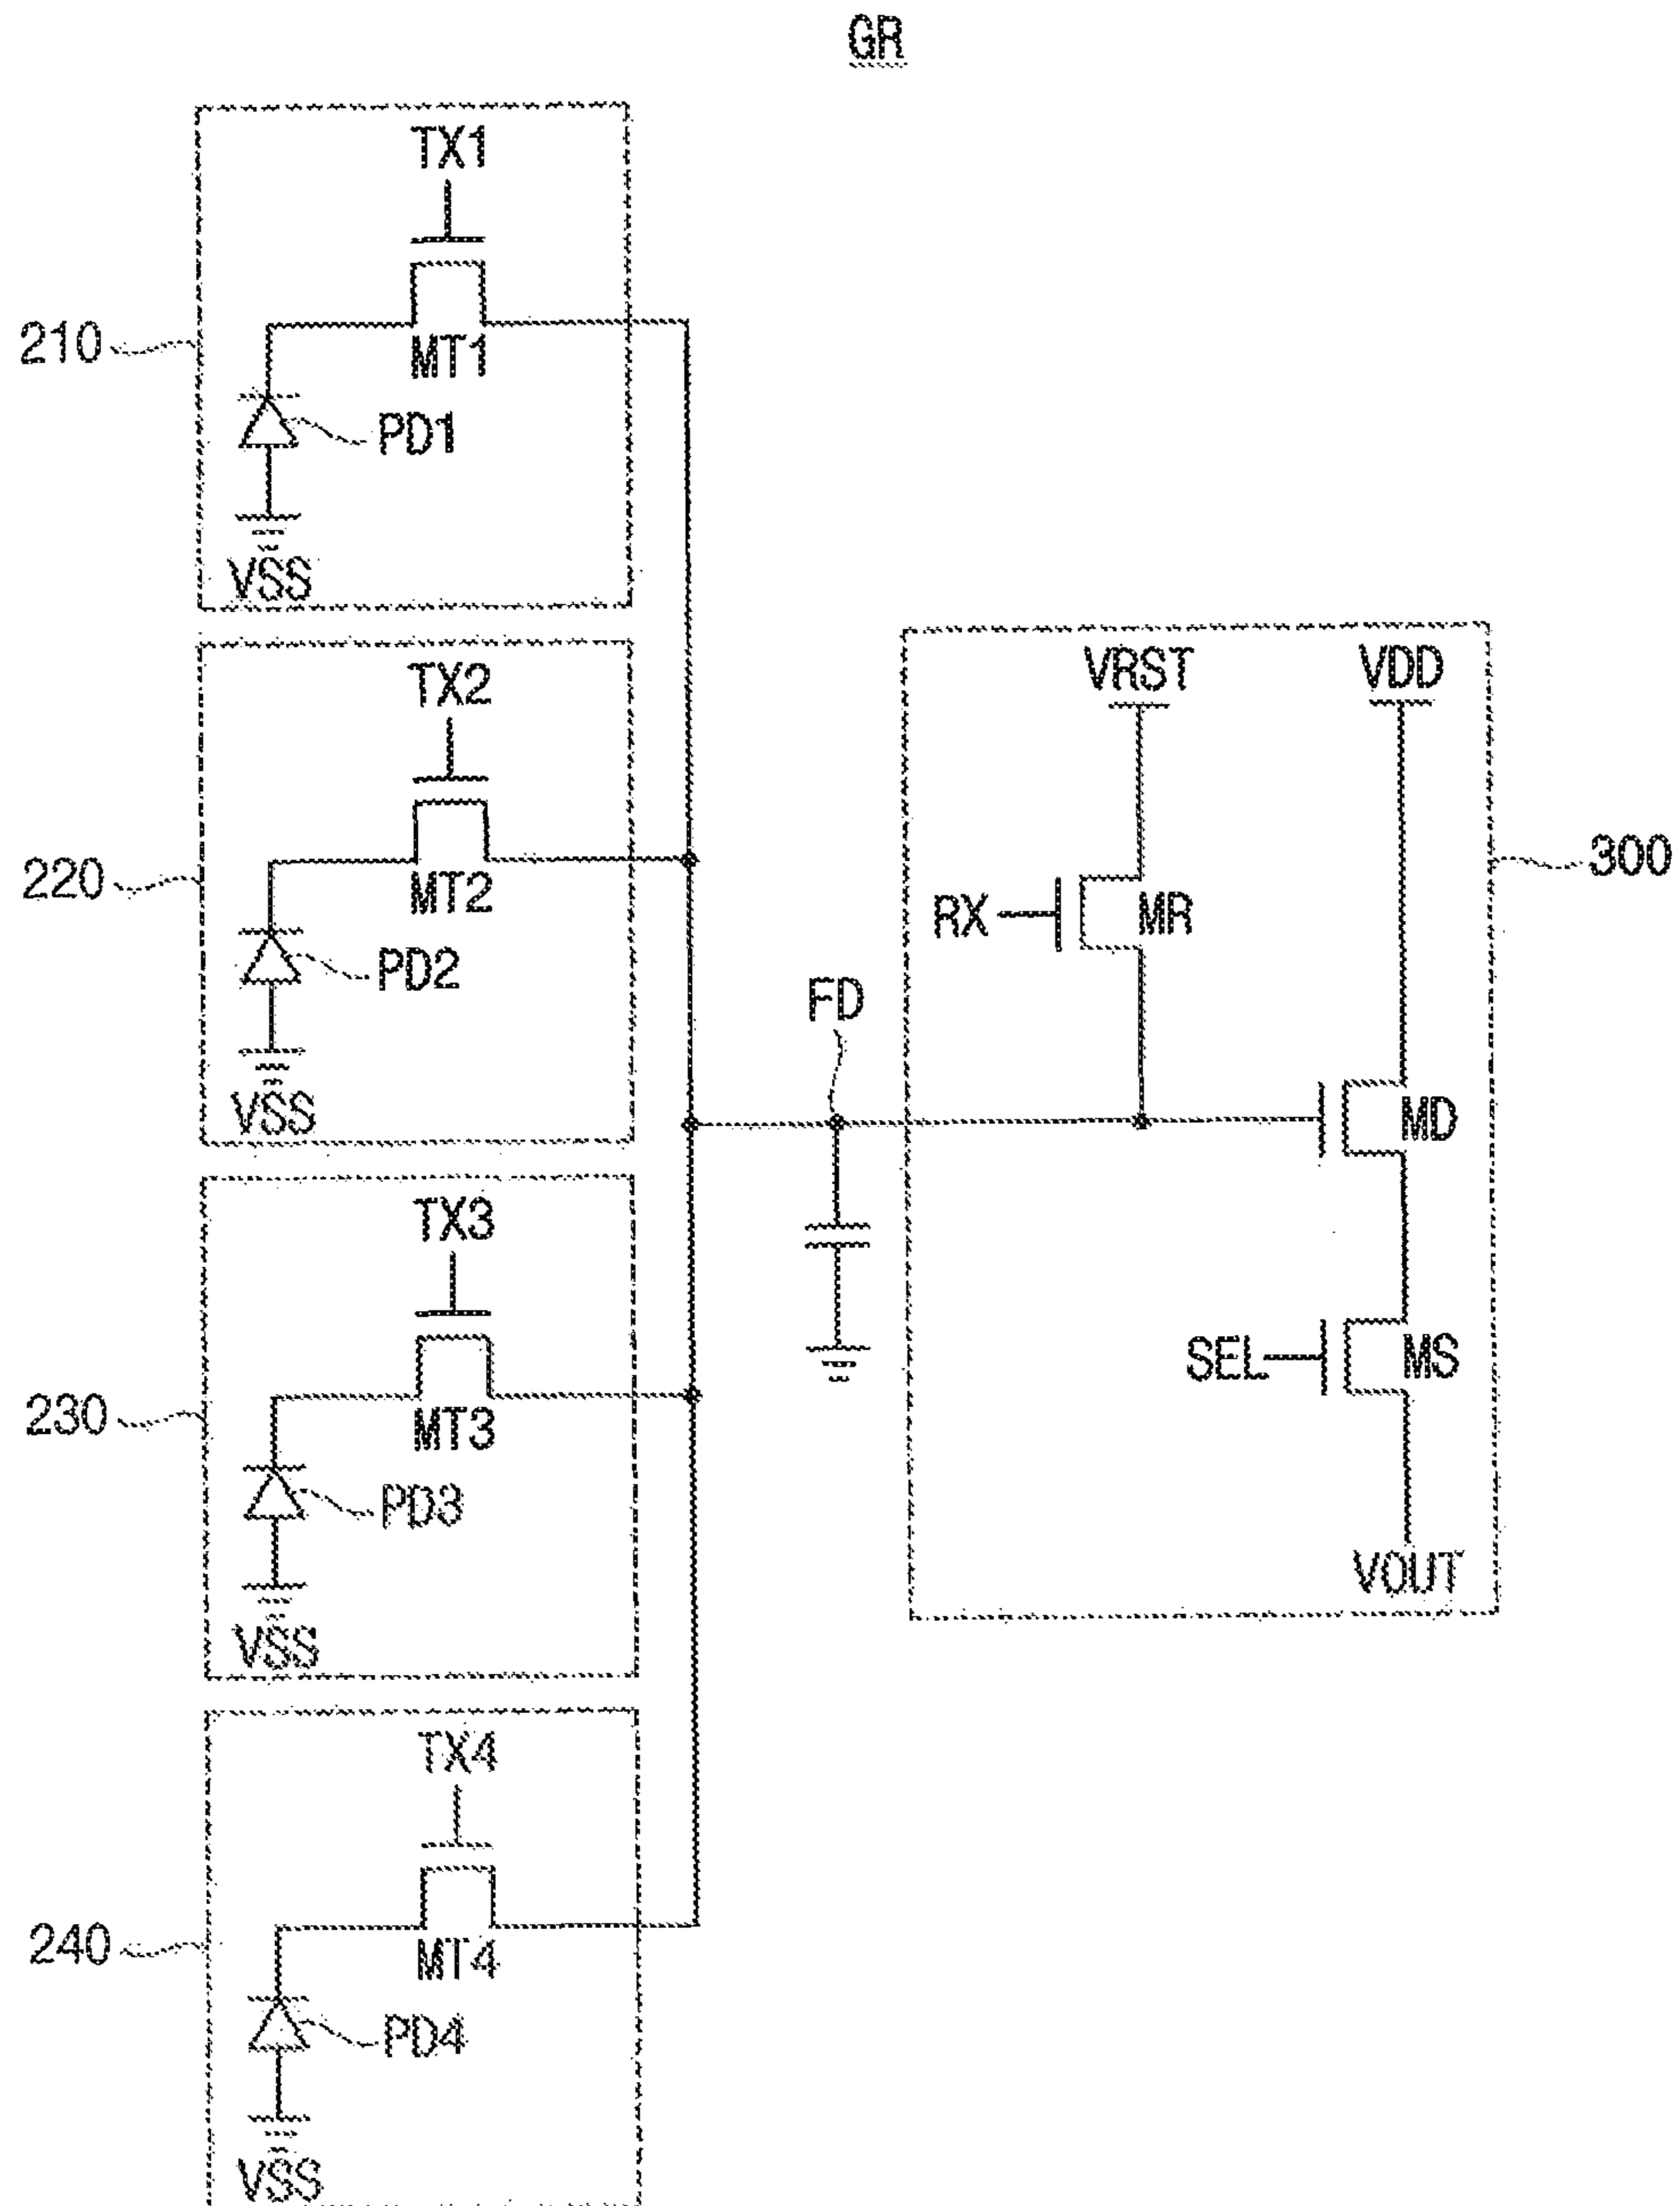 GR
TX1
210
MT1
PD1
VSS
TX2
220
MT2
PD2
VSS
TX3
230
MT3
PD3
VSS
TX4
240
MT4
PD4
VSS
FD
VRST
VDD
300
RX
MR
MD
SEL
MS
VOUT